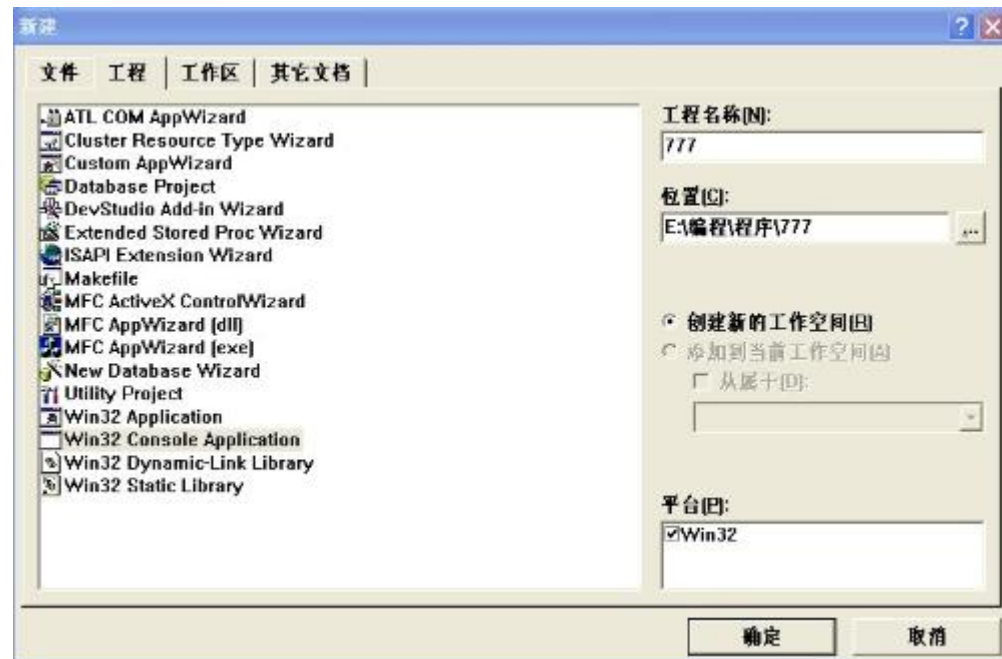 新建
文件 工程 工作区 其它文档
ATL COM AppWizard
Cluster Resource Type Wizard
Custom AppWizard
Database Project
DevStudio Add-in Wizard
Extended Stored Proc Wizard
ISAPI Extension Wizard
Makefile
MFC ActiveX ControlWizard
MFC AppWizard (dll)
MFC AppWizard (exe)
New Database Wizard
Utility Project
Win32 Application
Win32 Console Application
Win32 Dynamic-Link Library
Win32 Static Library
工程名称(N):
777
位置(C):
E:\编程\程序\777
...
创建新的工作空间(R)
添加到当前工作空间(A)
从属于(D):
平台(P):
Win32
确定
取消